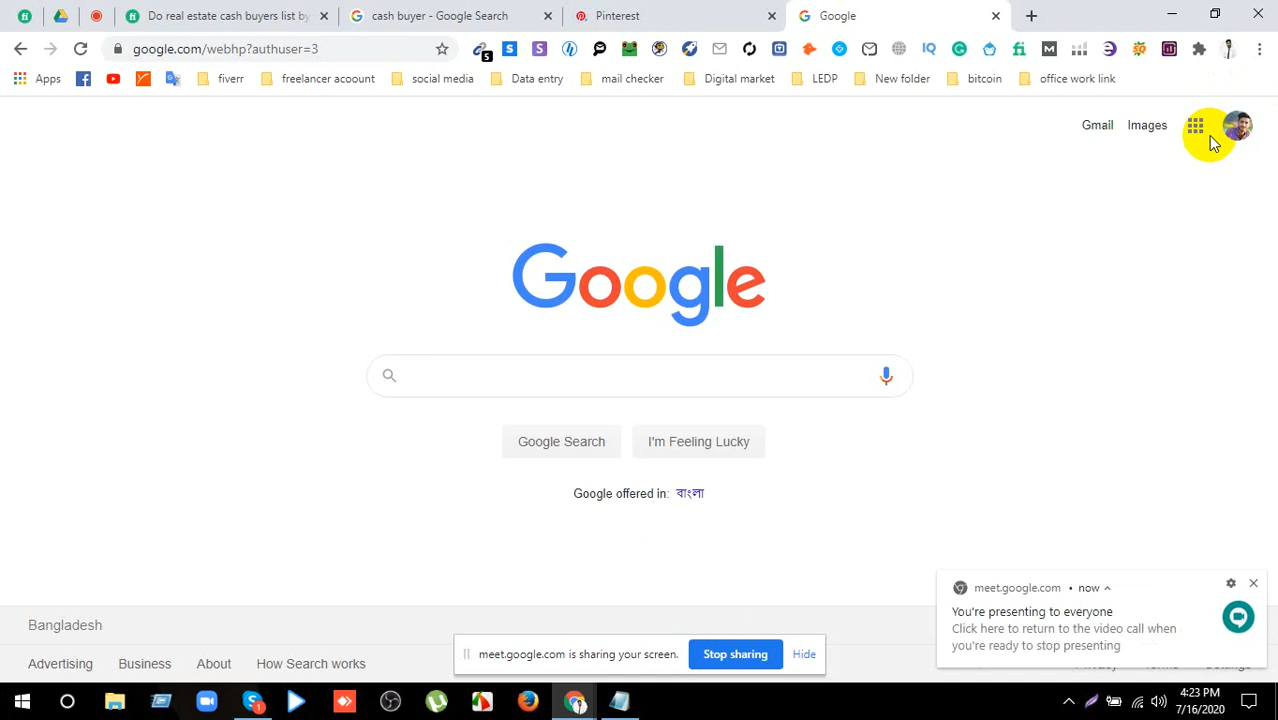 Do real estate cash buyers list by
cash buyer - Google Search
Pinterest
Google
google.com/webhp?authuser=3
5
S
S
IQ
M
Apps
fiverr
freelancer acoount
social media
Data entry
mail checker
Digital market
LEDP
New folder
bitcoin
office work link
Gmail
Images
Google
Google Search
I'm Feeling Lucky
Google offered in: বাংলা
meet.google.com • now
You're presenting to everyone
Click here to return to the video call when
you're ready to stop presenting
Bangladesh
meet.google.com is sharing your screen.
Stop sharing
Hide
Advertising
Business
About
How Search works
4:23 PM
7/16/2020